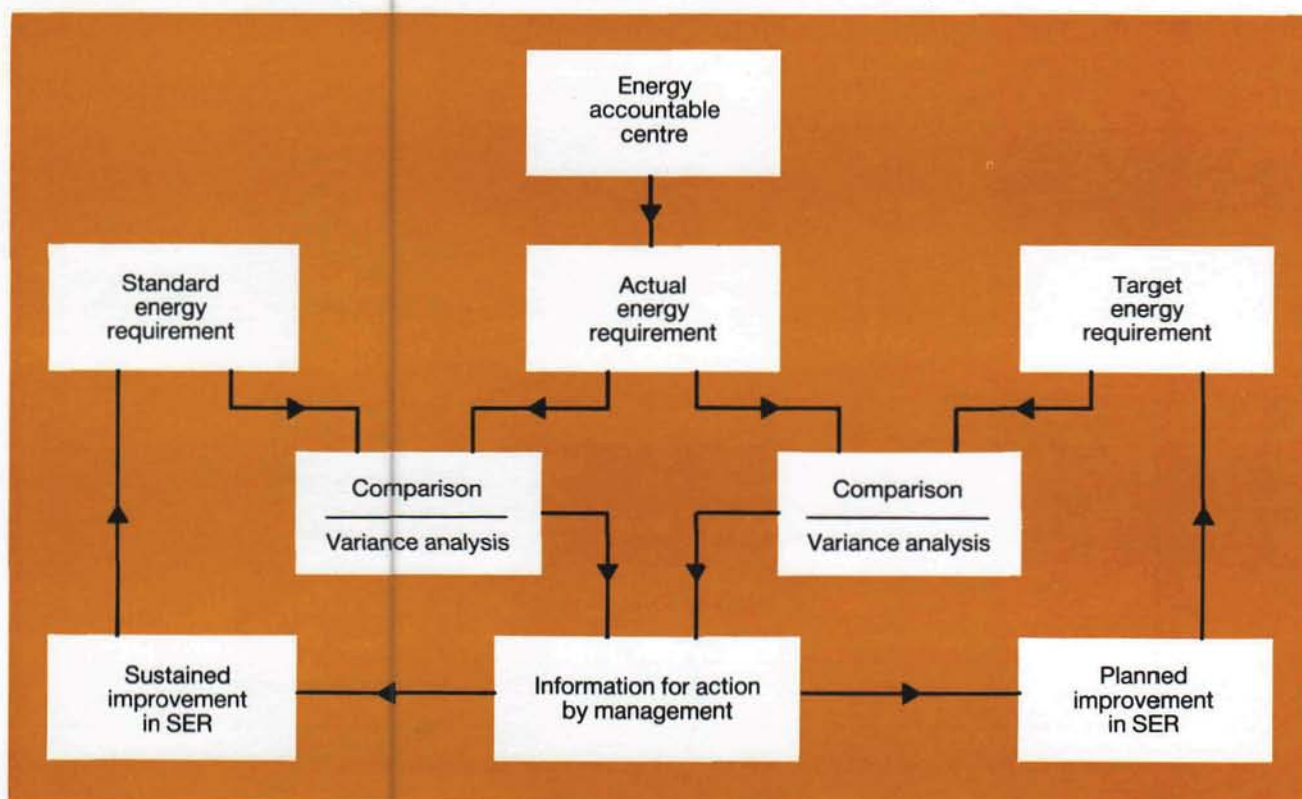 Energy
accountable
centre
Standard
energy
requirement
Actual
energy
requirement
Target
energy
requirement
Comparison
Variance analysis
Comparison
Variance analysis
Sustained
improvement
in SER
Information for action
by management
Planned
improvement
in SER